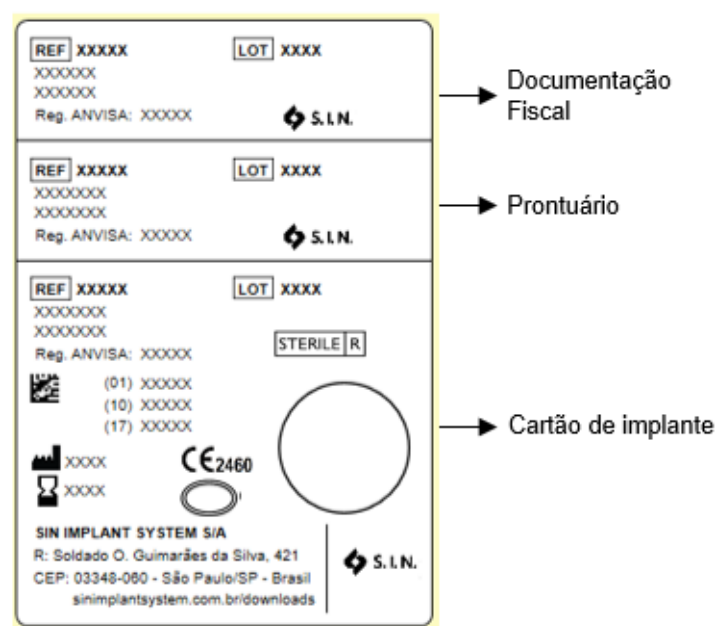 REF XXXXX LOT XXXX
XXXXXX
XXXXXX
Reg. ANVISA: XXXXX S.I.N.
Documentação
Fiscal
REF XXXXX LOT XXXX
XXXXXXX
XXXXXXX
Reg. ANVISA: XXXXX S.I.N.
Prontuário
REF XXXXX LOT XXXX
XXXXXXX
XXXXXXX
Reg. ANVISA: XXXXX
STERILE R
(01) XXXXX
(10) XXXXX
(17) XXXXX
Cartão de implante
XXXX
CE2460
XXXX
SIN IMPLANT SYSTEM S/A
R: Soldado O. Guimarães da Silva, 421
CEP: 03348-060 - São Paulo/SP - Brasil
sinimplantsystem.com.br/downloads
S.I.N.